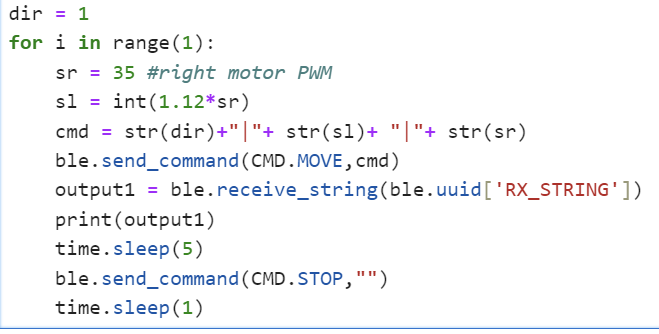 dir = 1
for i in range(1):
    sr = 35 #right motor PWM
    sl = int(1.12*sr)
    cmd = str(dir)+"|"+ str(sl)+ "|"+ str(sr)
    ble.send_command(CMD.MOVE,cmd)
    output1 = ble.receive_string(ble.uuid['RX_STRING'])
    print(output1)
    time.sleep(5)
    ble.send_command(CMD.STOP,"")
    time.sleep(1)